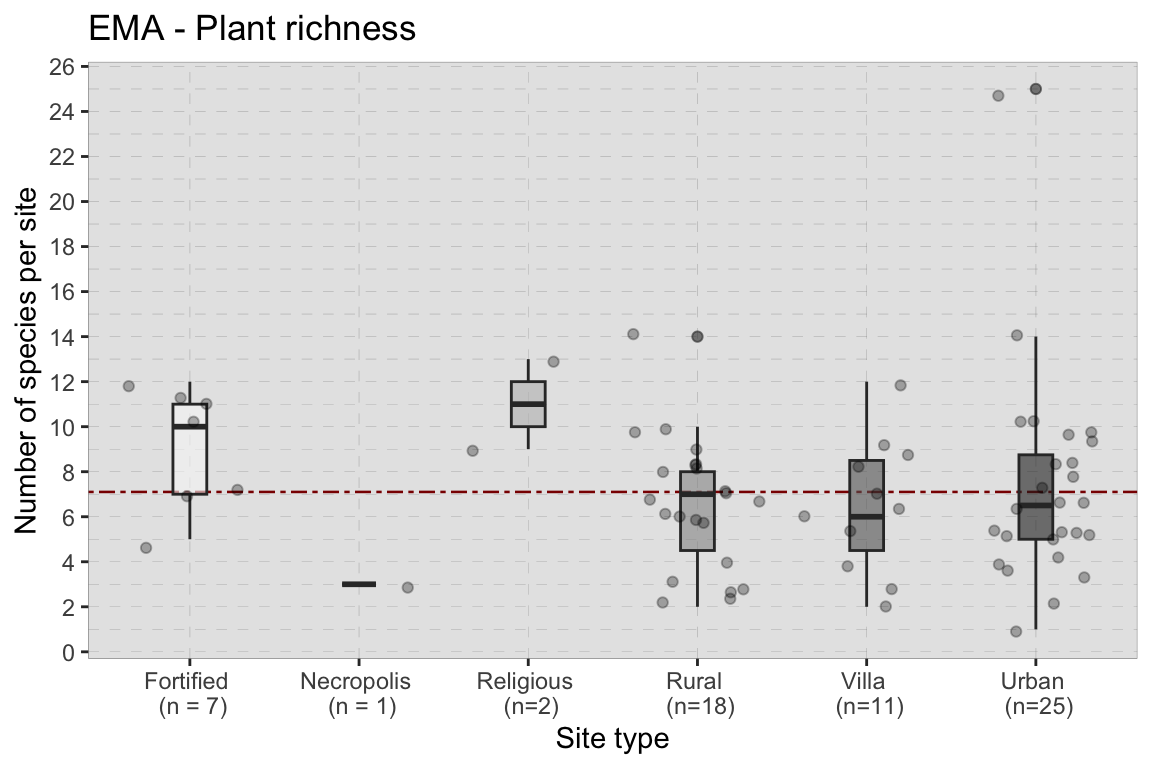 EMA - Plant richness
Number of species per site
26
24
22
20
18
16
14
12
10
8
6
4
2
0
Fortified Necropolis Religious Rural Villa Urban
(n = 7) (n = 1) (n=2) (n=18) (n=11) (n=25)
Site type